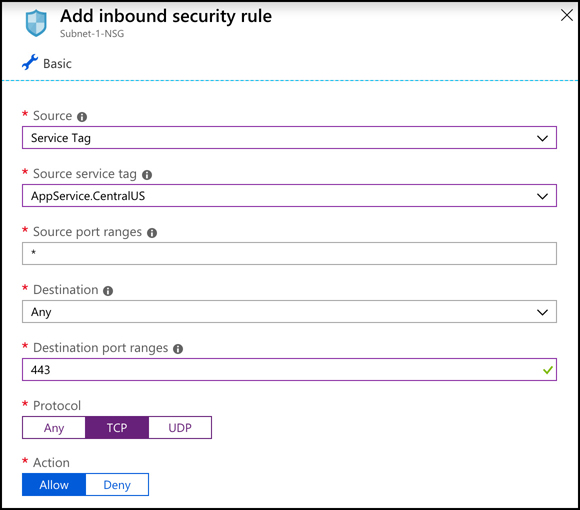 Add inbound security rule
Subnet-1-NSG
Basic
* Source
Service Tag
* Source service tag
AppService.CentralUS
* Source port ranges
*
* Destination
Any
* Destination port ranges
443
* Protocol
Any TCP UDP
* Action
Allow Deny